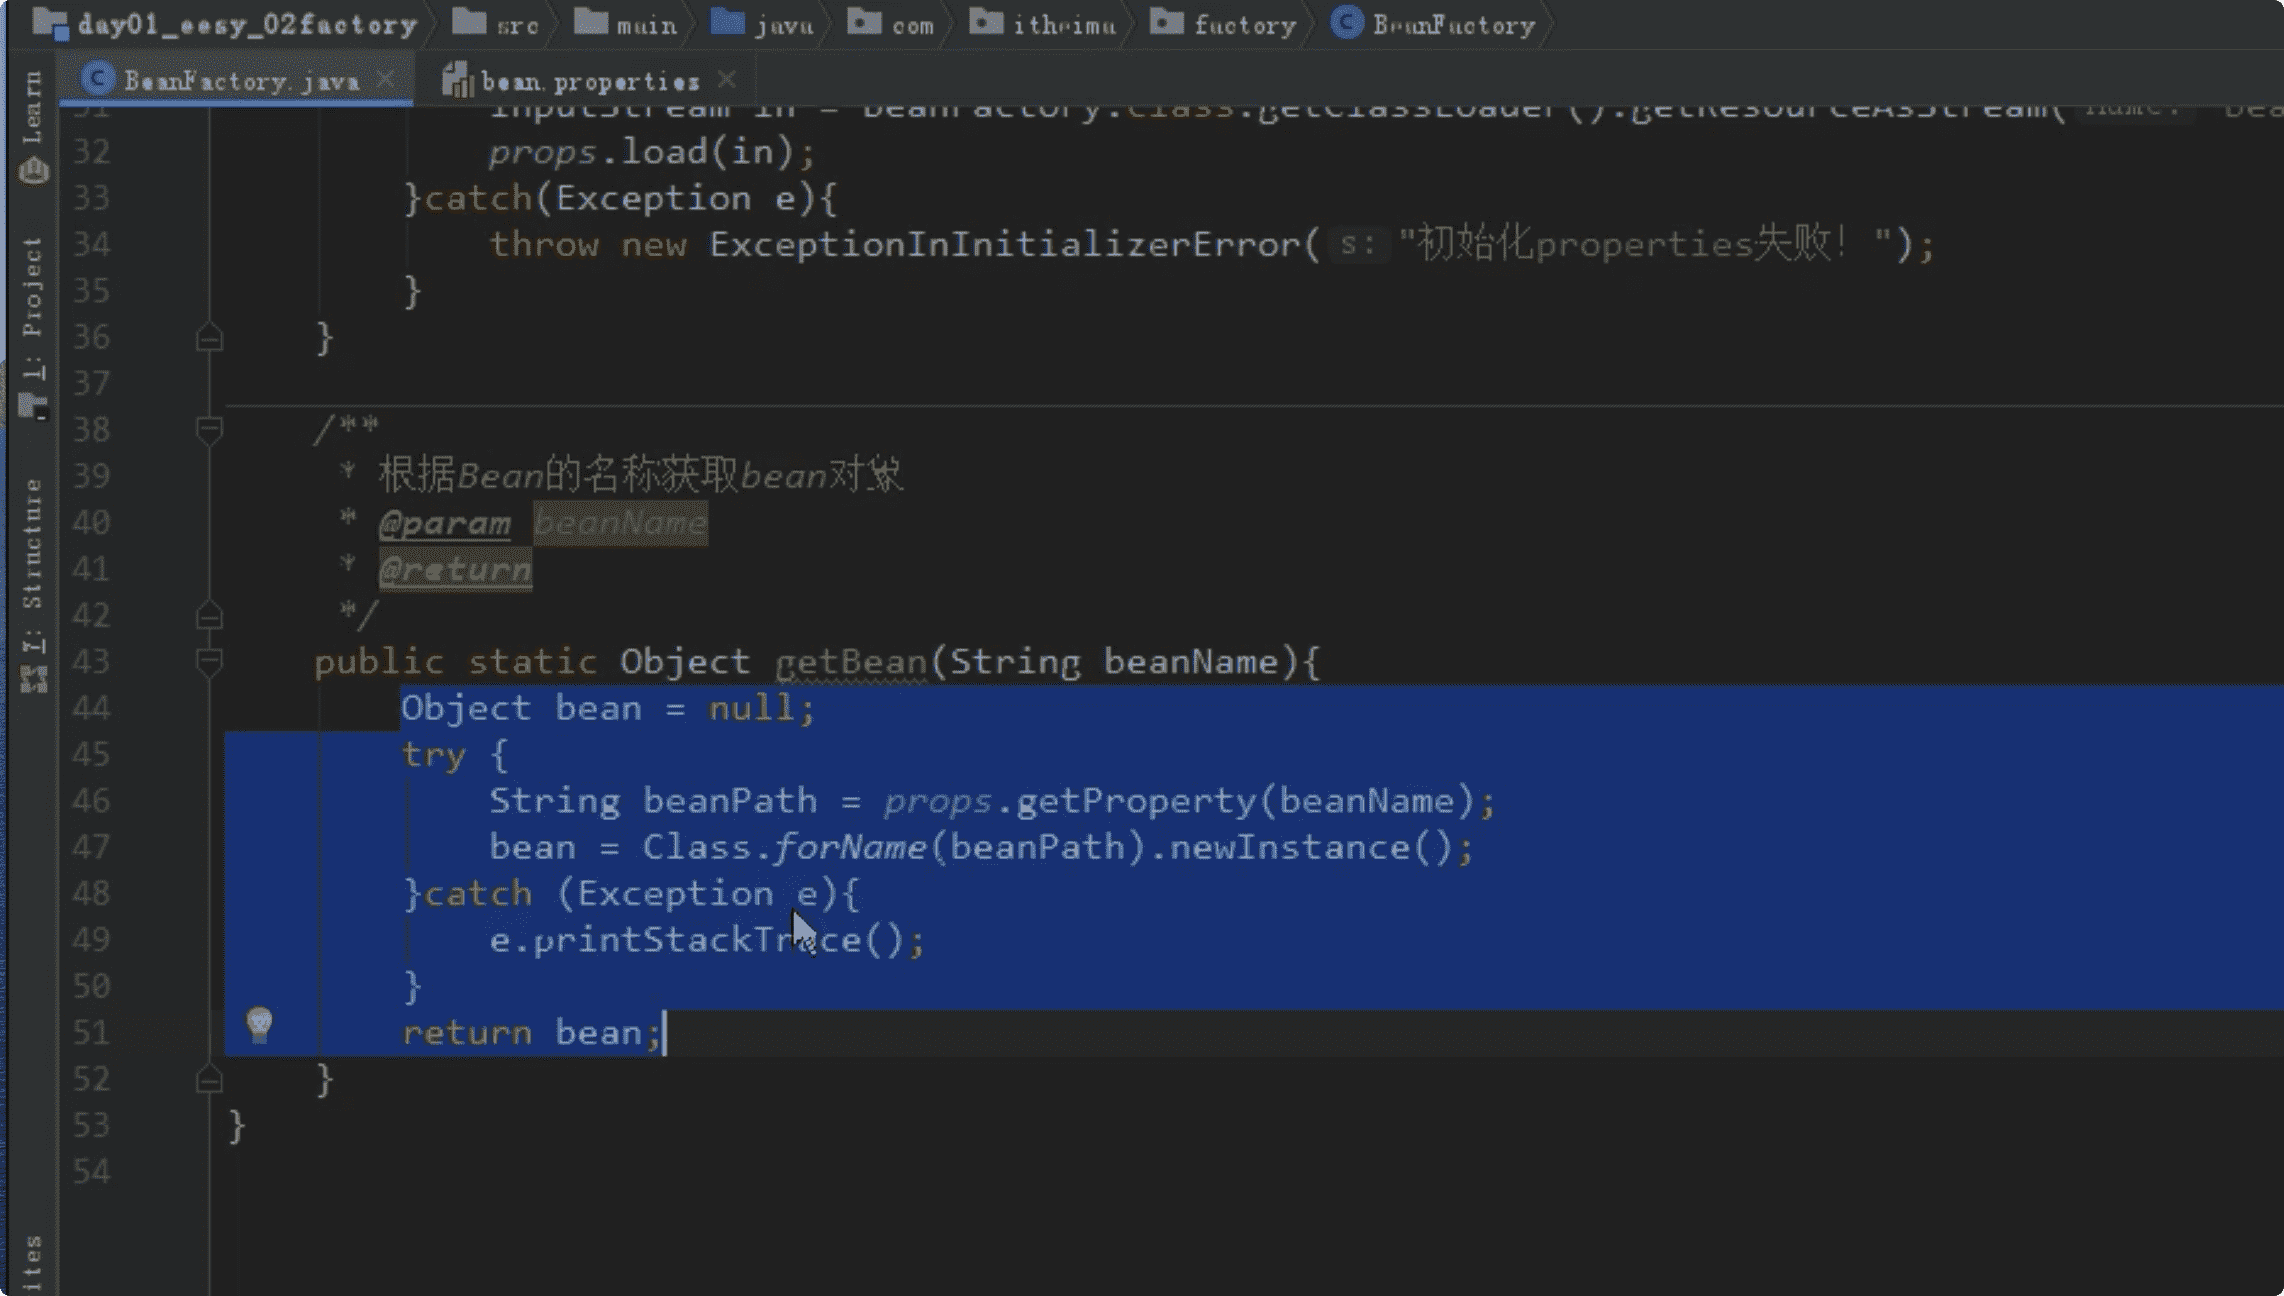 day01_eesy_02factory src main java com itheima factory BeanFactory
BeanFactory.java bean.properties
31 InputStream in = BeanFactory.class.getClassLoader().getResourceAsStream( name:
32 props.load(in);
33 }catch(Exception e){
34 throw new ExceptionInInitializerError( s: "初始化properties失败！");
35 }
36 }
37
38 /**
39 * 根据Bean的名称获取bean对象
40 * @param beanName
41 * @return
42 */
43 public static Object getBean(String beanName){
44 Object bean = null;
45 try {
46 String beanPath = props.getProperty(beanName);
47 bean = Class.forName(beanPath).newInstance();
48 }catch (Exception e){
49 e.printStackTrace();
50 }
51 return bean;
52 }
53 }
54
Learn
1: Project
7: Structure